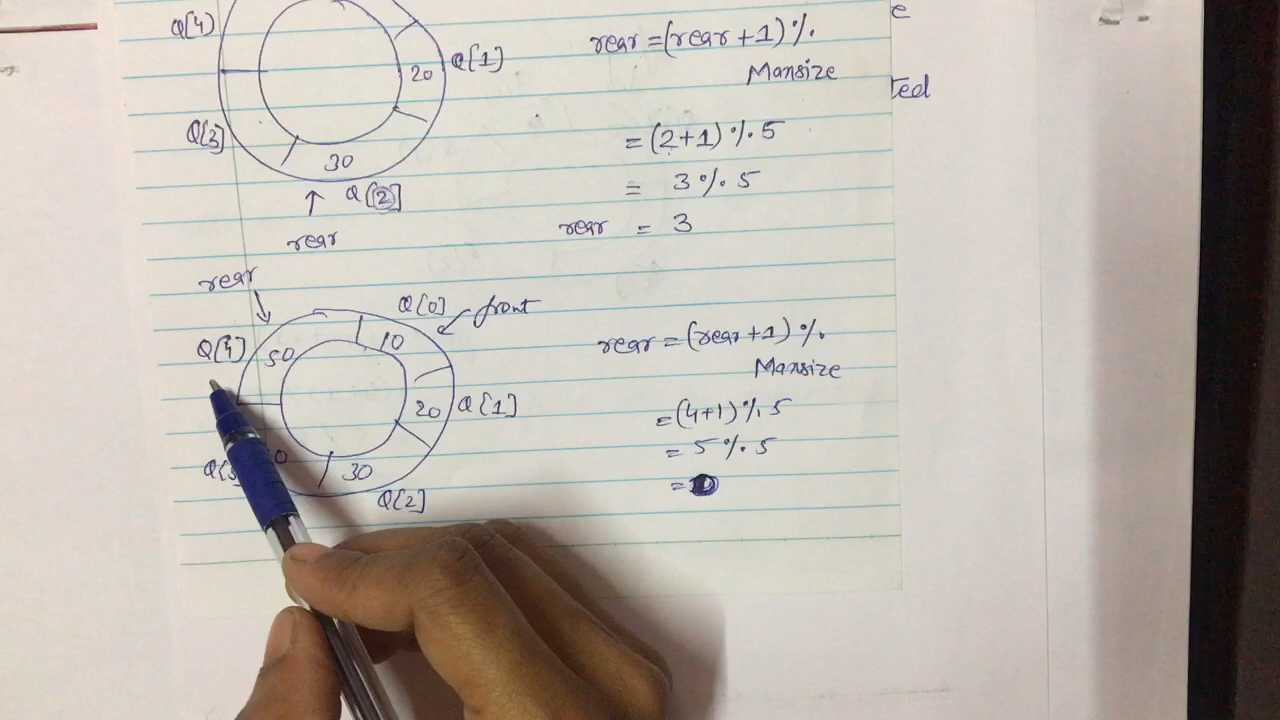 Q[4]
20 Q[1]
Q[3]
30
Q[2]
rear
rear = (rear + 1) %
Maxsize
= (2+1) % 5
= 3 % 5
rear = 3
e
ted
rear
Q[0] front
Q[4] 50 10
20 Q[1]
30
Q[2]
rear = (rear + 1) %
Maxsize
= (4+1) % 5
= 5 % 5
=